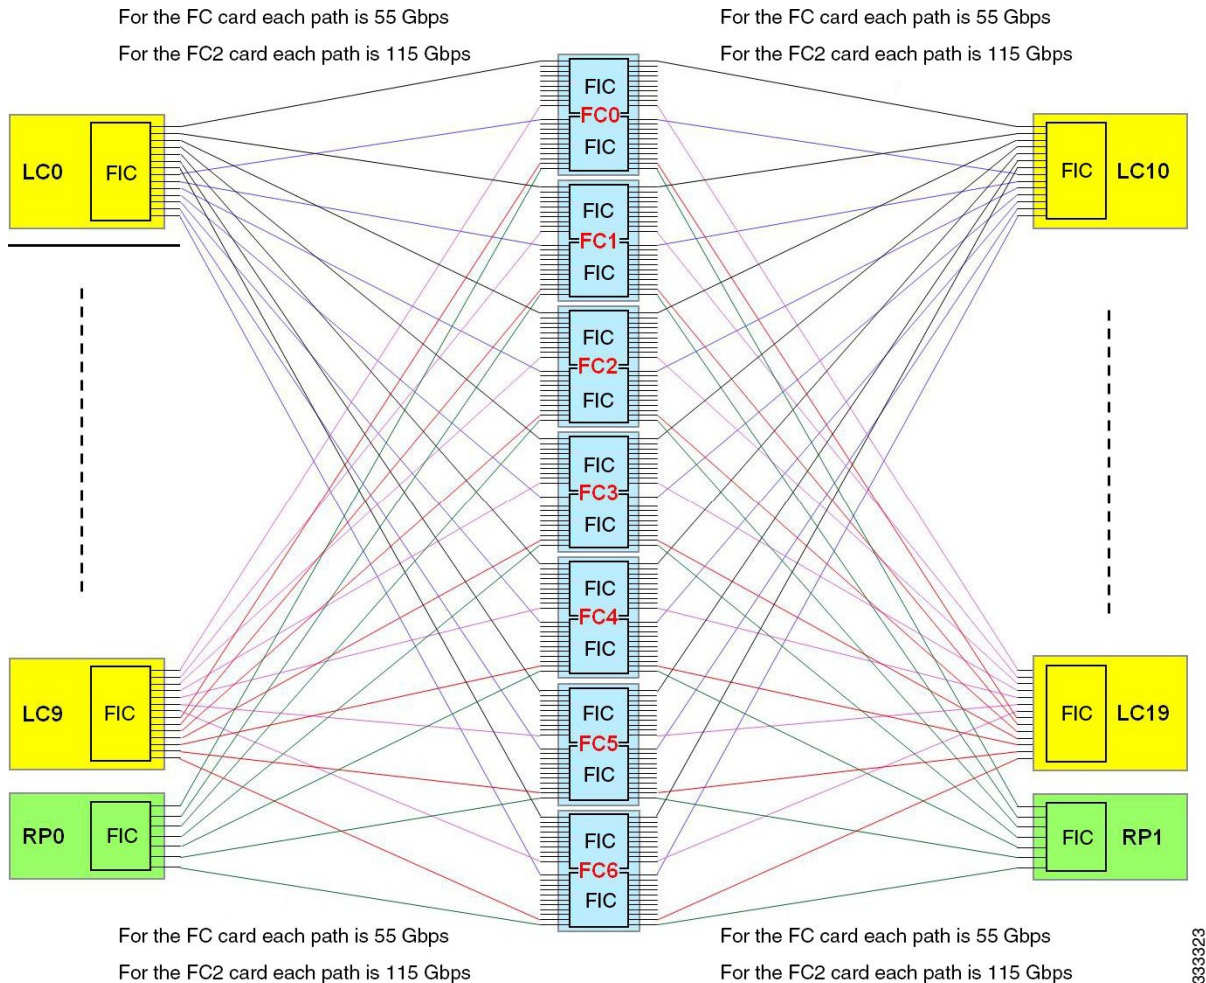 For the FC card each path is 55 Gbps
For the FC2 card each path is 115 Gbps
For the FC card each path is 55 Gbps
For the FC2 card each path is 115 Gbps
LC0
FIC
LC9
FIC
RP0
FIC
FIC
FC0
FIC
FIC
FC1
FIC
FIC
FC2
FIC
FIC
FC3
FIC
FIC
FC4
FIC
FIC
FC5
FIC
FIC
FC6
FIC
FIC
LC10
FIC
LC19
FIC
RP1
For the FC card each path is 55 Gbps
For the FC2 card each path is 115 Gbps
For the FC card each path is 55 Gbps
For the FC2 card each path is 115 Gbps
333323